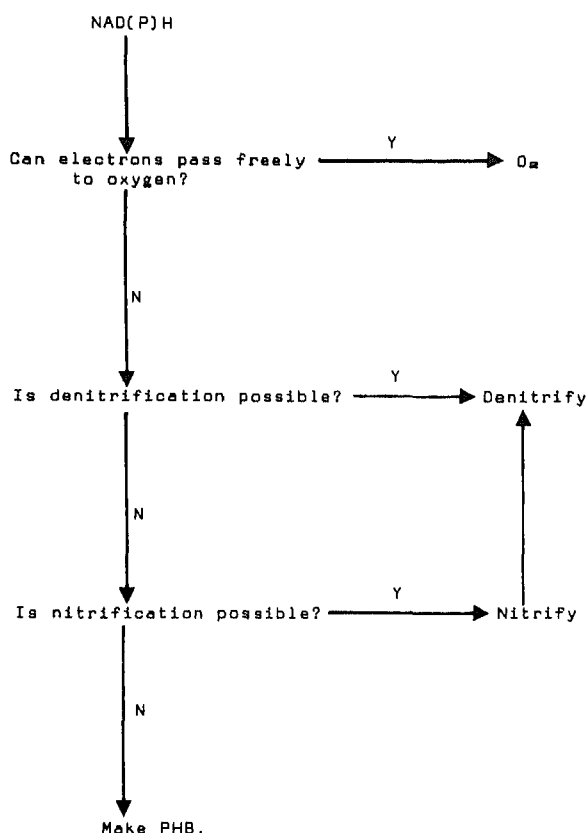 NAD(P)H
Y
Can electrons pass freely
to oxygen?
O₂
N
Y
Is denitrification possible?
Denitrify
N
Y
Is nitrification possible?
Nitrify
N
Make PHB.